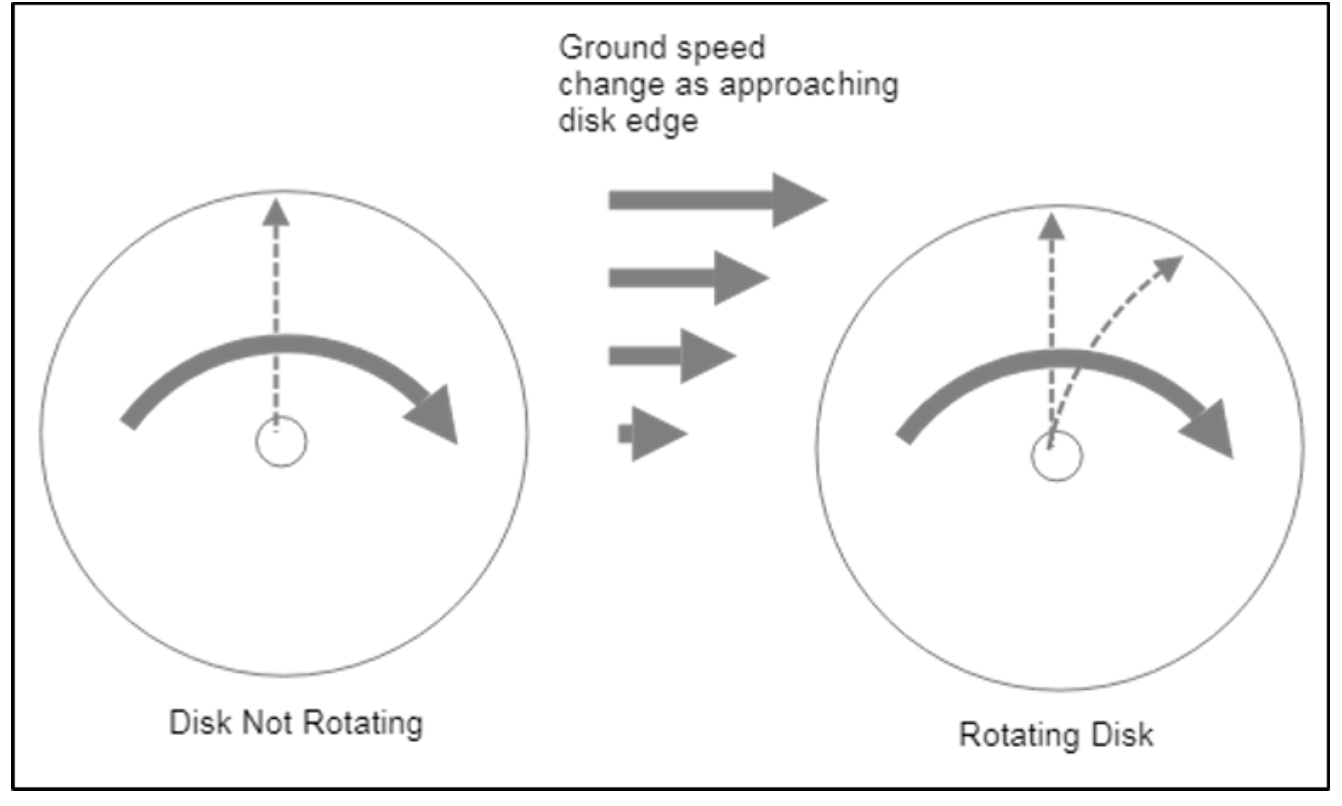 Ground speed
change as approaching
disk edge
Disk Not Rotating
Rotating Disk